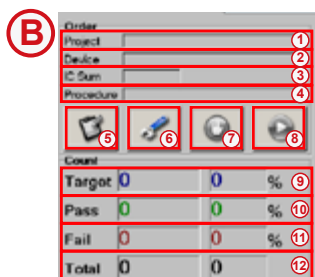 B
Order
Project 1
Device 2
IC Sum 3
Procedure 4
5 6 7 8
Count
Target 0 0 % 9
Pass 0 0 % 10
Fail 0 0 % 11
Total 0 0 12